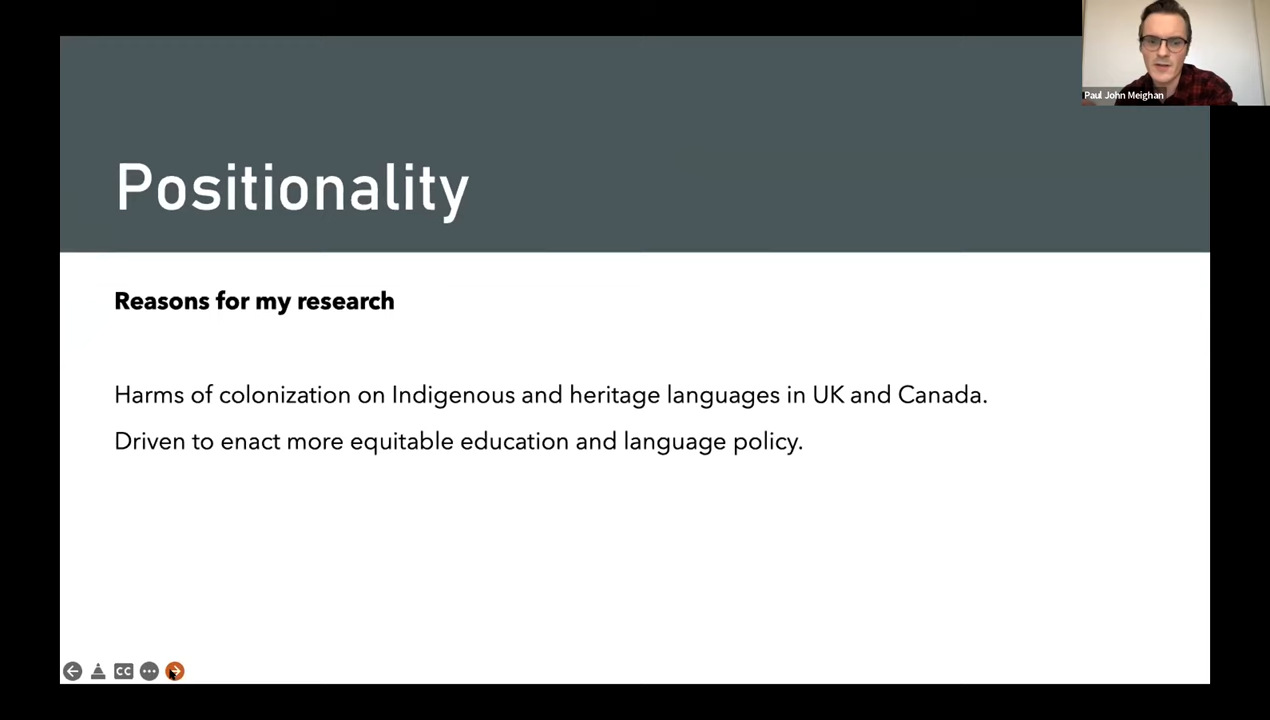 Paul John Meighan
Positionality
Reasons for my research
Harms of colonization on Indigenous and heritage languages in UK and Canada.
Driven to enact more equitable education and language policy.
CC